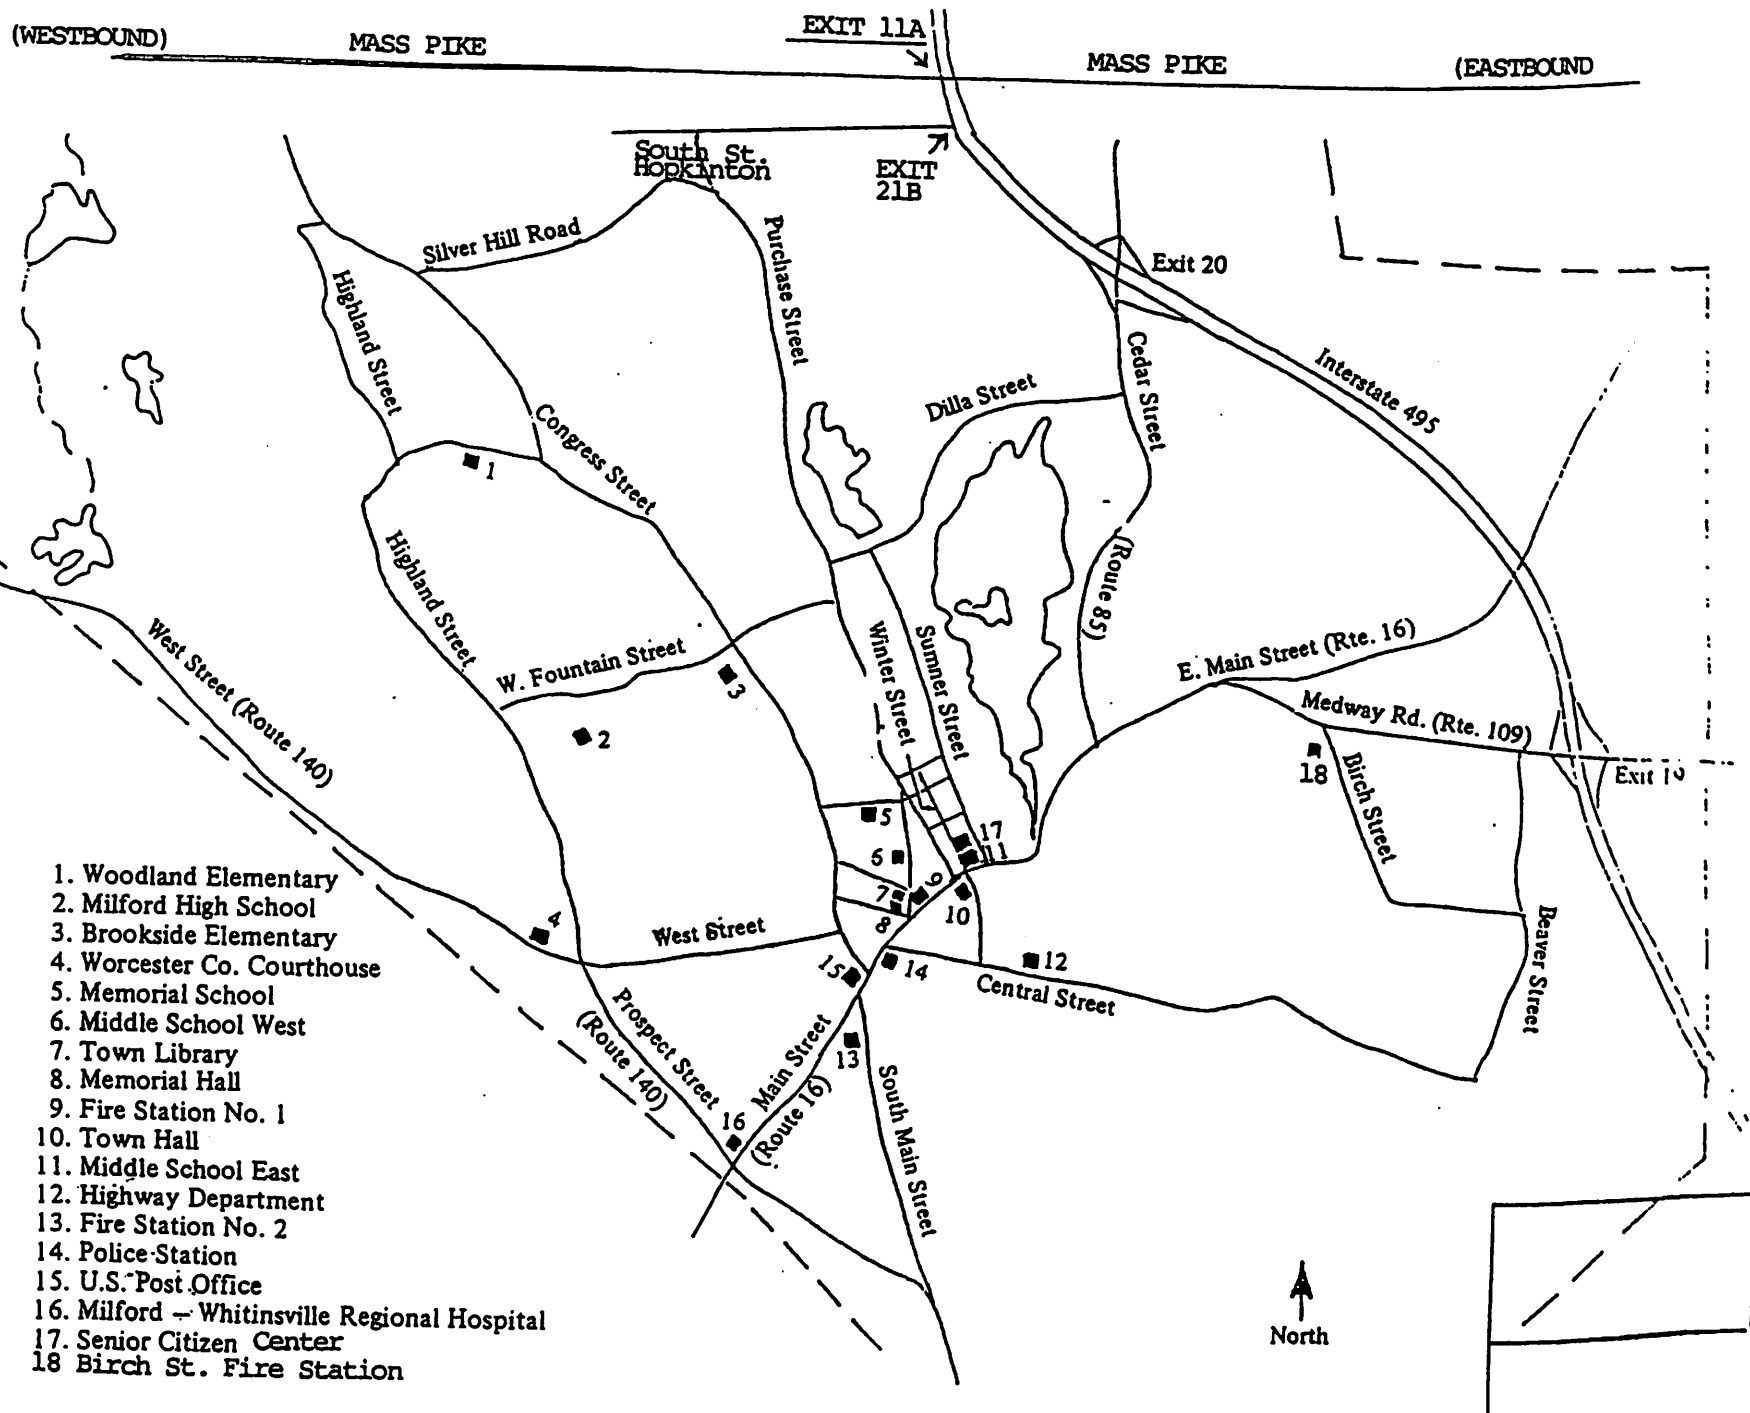 (WESTBOUND)
MASS PIKE
EXIT 11A
MASS PIKE
(EASTBOUND
South St.
Hopkinton
EXIT
21B
Silver Hill Road
Purchase Street
Exit 20
Highland Street
Cedar Street
Interstate 495
Dilla Street
Congress Street
1
Highland Street
(Route 85)
West Street (Route 140)
W. Fountain Street
Winter Street
Sumner Street
E. Main Street (Rte. 16)
Medway Rd. (Rte. 109)
3
2
18
Birch Street
Exit 19
5
17
6
11
7
9
8
10
4
West Street
Beaver Street
15
14
12
Central Street
Prospect Street
(Route 140)
Main Street
(Route 16)
13
South Main Street
16
1. Woodland Elementary
2. Milford High School
3. Brookside Elementary
4. Worcester Co. Courthouse
5. Memorial School
6. Middle School West
7. Town Library
8. Memorial Hall
9. Fire Station No. 1
10. Town Hall
11. Middle School East
12. Highway Department
13. Fire Station No. 2
14. Police Station
15. U.S. Post Office
16. Milford – Whitinsville Regional Hospital
17. Senior Citizen Center
18 Birch St. Fire Station
North